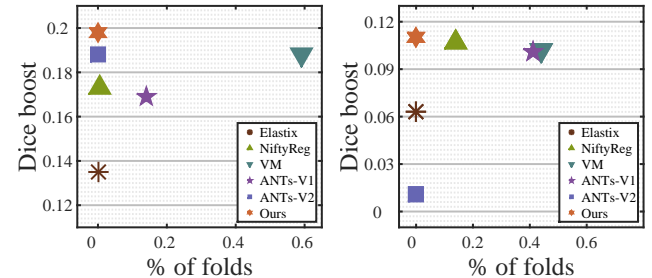 Dice boost
0.2
0.18
0.16
0.14
0.12
Elastix
NiftyReg
VM
ANTs-V1
ANTs-V2
Ours
0
0.2
0.4
0.6
% of folds
Dice boost
0.12
0.09
0.06
0.03
0
Elastix
NiftyReg
VM
ANTs-V1
ANTs-V2
Ours
0
0.2
0.4
0.6
% of folds